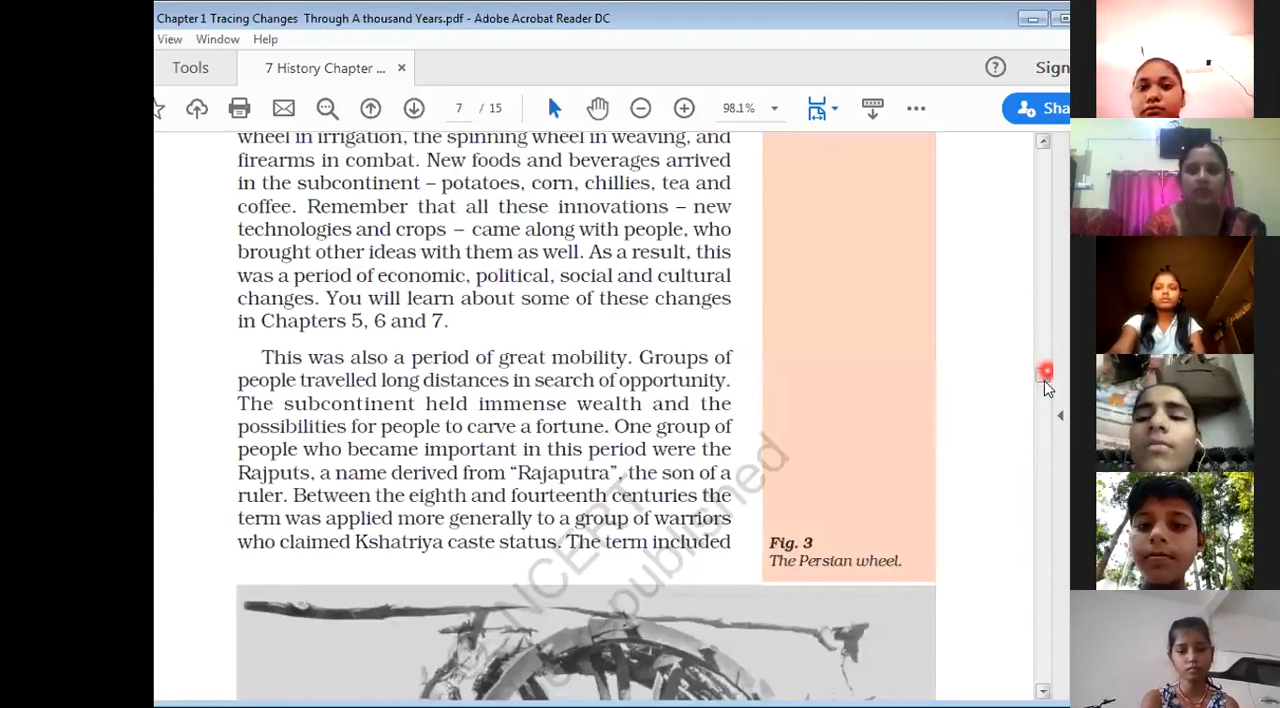 Chapter 1 Tracing Changes Through A thousand Years.pdf - Adobe Acrobat Reader DC
View Window Help
Tools
7 History Chapter ... ×
Sign
7 / 15
98.1%
Sha
wheel in irrigation, the spinning wheel in weaving, and
firearms in combat. New foods and beverages arrived
in the subcontinent – potatoes, corn, chillies, tea and
coffee. Remember that all these innovations – new
technologies and crops – came along with people, who
brought other ideas with them as well. As a result, this
was a period of economic, political, social and cultural
changes. You will learn about some of these changes
in Chapters 5, 6 and 7.
This was also a period of great mobility. Groups of
people travelled long distances in search of opportunity.
The subcontinent held immense wealth and the
possibilities for people to carve a fortune. One group of
people who became important in this period were the
Rajputs, a name derived from “Rajaputra”, the son of a
ruler. Between the eighth and fourteenth centuries the
term was applied more generally to a group of warriors
who claimed Kshatriya caste status. The term included
Fig. 3
The Persian wheel.
NCERT
published